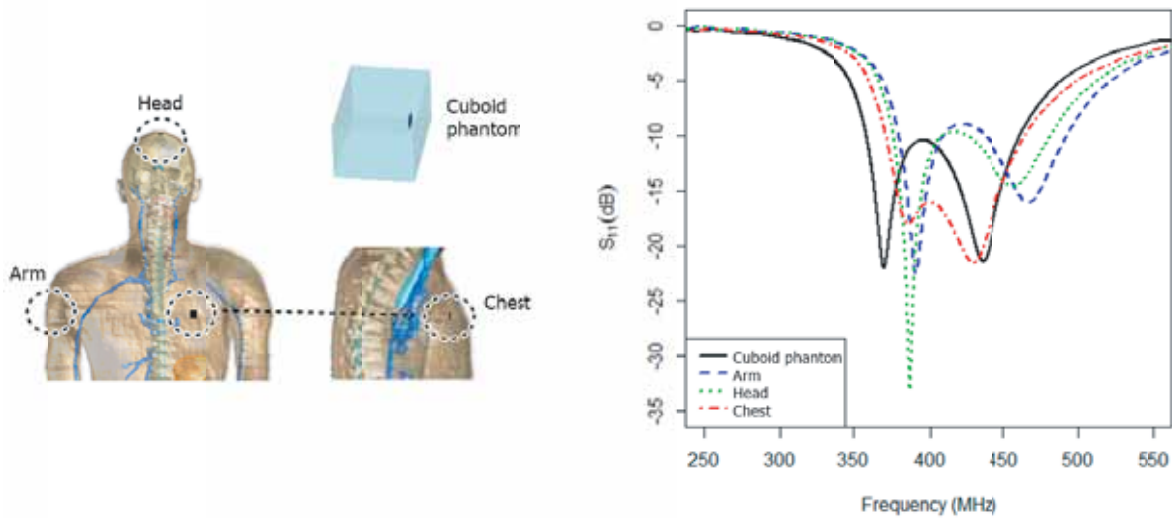 Head
Cuboid
phantom
Arm
Chest
S11(dB)
0
-5
-10
-15
-20
-25
-30
-35
Cuboid phanton
Arm
Head
Chest
250 300 350 400 450 500 550
Frequency (MHz)